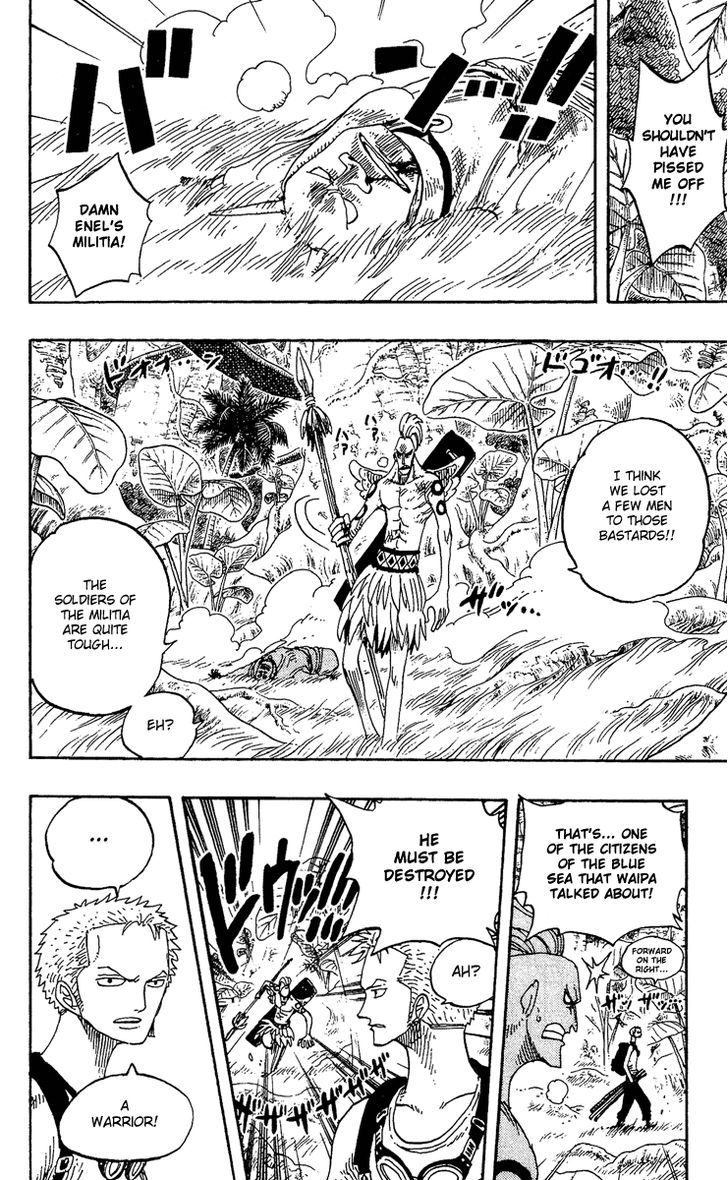 YOU
SHOULDN'T
HAVE
PISSED
ME OFF
!!!
DAMN
ENEL'S
MILITIA!
ドゴォ…!!
I THINK
WE LOST
A FEW MEN
TO THOSE
BASTARDS!!
ドォォ…ン
ハァ?
ハァ?
ザッ…
THE
SOLDIERS OF
THE MILITIA
ARE QUITE
TOUGH...
EH?
THAT'S... ONE
OF THE CITIZENS
OF THE BLUE
SEA THAT WAIPA
TALKED ABOUT!
FORWARD
ON THE
RIGHT...
HE
MUST BE
DESTROYED
!!!
AH?
...
A
WARRIOR!